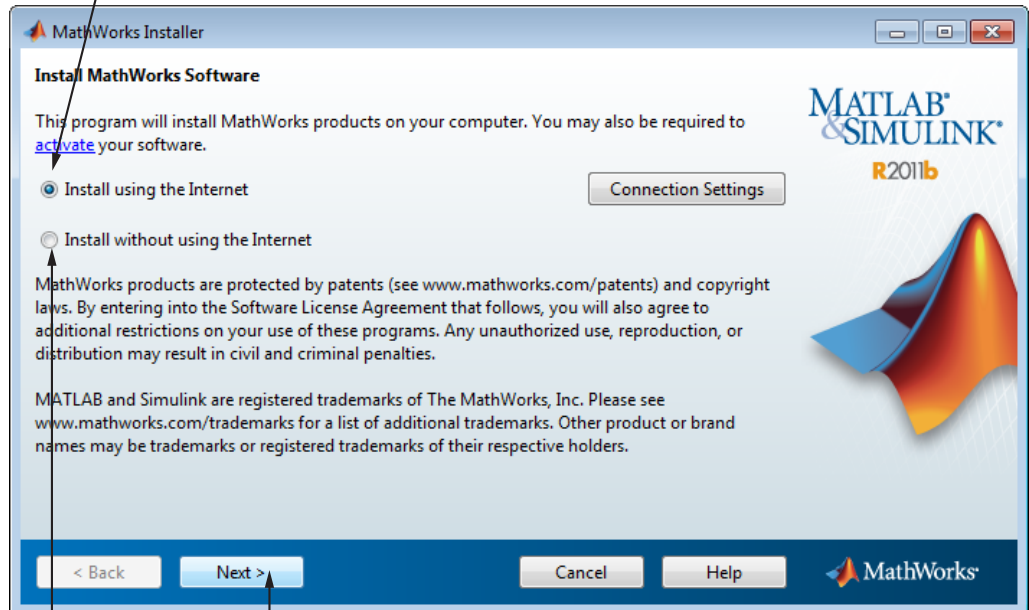 MathWorks Installer
Install MathWorks Software
This program will install MathWorks products on your computer. You may also be required to
activate your software.
Install using the Internet
Connection Settings
Install without using the Internet
MathWorks products are protected by patents (see www.mathworks.com/patents) and copyright
laws. By entering into the Software License Agreement that follows, you will also agree to
additional restrictions on your use of these programs. Any unauthorized use, reproduction, or
distribution may result in civil and criminal penalties.
MATLAB and Simulink are registered trademarks of The MathWorks, Inc. Please see
www.mathworks.com/trademarks for a list of additional trademarks. Other product or brand
names may be trademarks or registered trademarks of their respective holders.
MATLAB®
&SIMULINK®
R2011b
< Back
Next >
Cancel
Help
MathWorks®